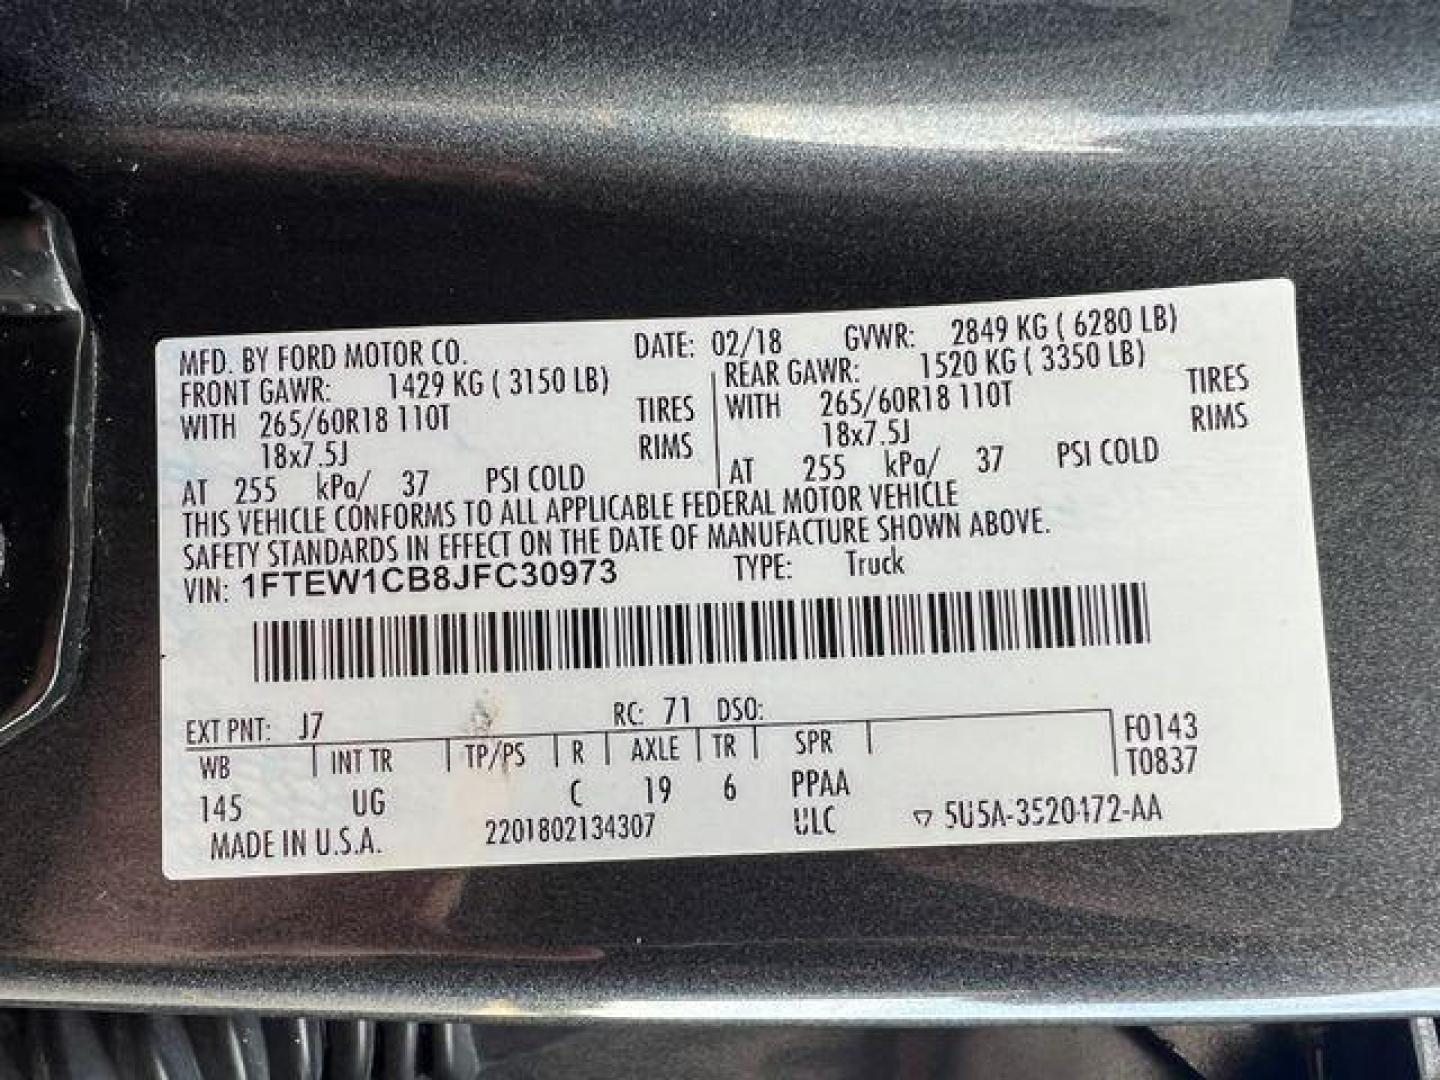 MFD. BY FORD MOTOR CO. DATE: 02/18 GVWR: 2849 KG ( 6280 LB)
FRONT GAWR: 1429 KG ( 3150 LB) REAR GAWR: 1520 KG ( 3350 LB)
WITH 265/60R18 110T TIRES WITH 265/60R18 110T TIRES
18x7.5J RIMS 18x7.5J RIMS
AT 255 kPa/ 37 PSI COLD AT 255 kPa/ 37 PSI COLD
THIS VEHICLE CONFORMS TO ALL APPLICABLE FEDERAL MOTOR VEHICLE
SAFETY STANDARDS IN EFFECT ON THE DATE OF MANUFACTURE SHOWN ABOVE.
VIN: 1FTEW1CB8JFC30973 TYPE: Truck
EXT PNT: J7 RC: 71 DSO:
WB INT TR TP/PS R AXLE TR SPR F0143
T0837
145 UG C 19 6 PPAA
MADE IN U.S.A. 2201802134307 ULC 5U5A-3520472-AA